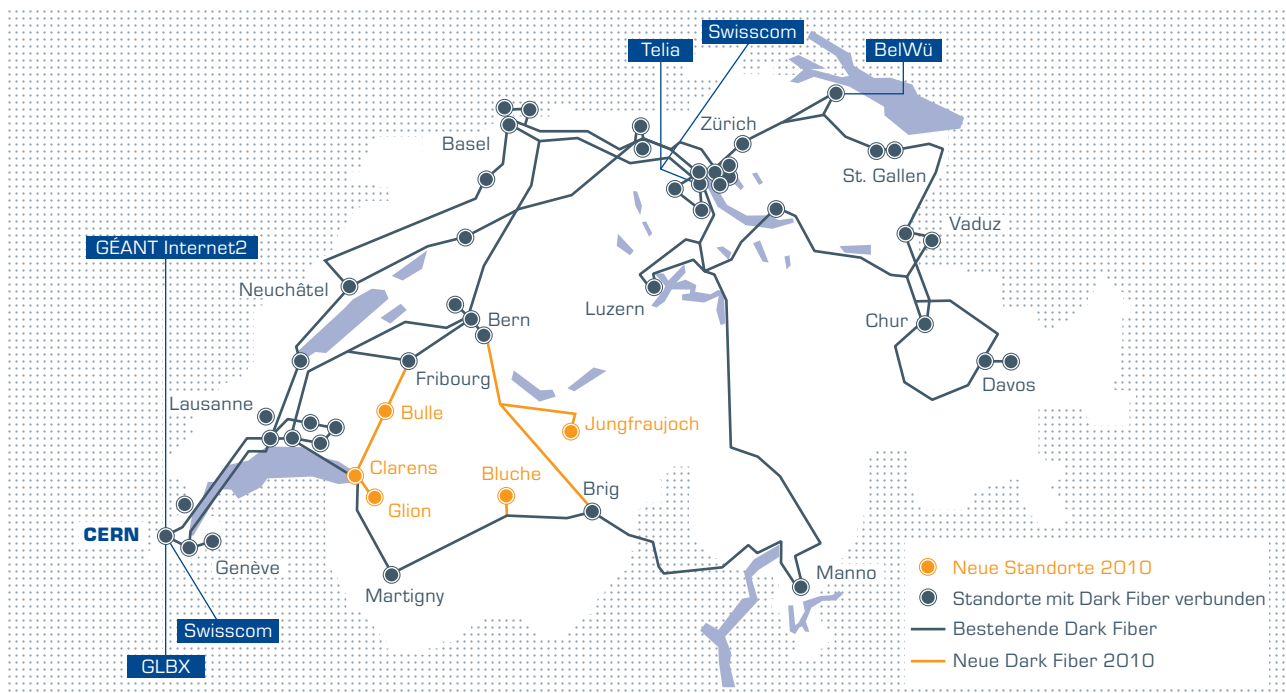 Swisscom
Telia
BelWü
Zürich
Basel
St. Gallen
Vaduz
GÉANT Internet2
Neuchâtel
Luzern
Bern
Chur
Fribourg
Davos
Lausanne
Bulle
Jungfraujoch
Clarens
Bluche
Brig
Glion
CERN
Genève
Manno
Martigny
Swisscom
GLBX
Neue Standorte 2010
Standorte mit Dark Fiber verbunden
Bestehende Dark Fiber
Neue Dark Fiber 2010